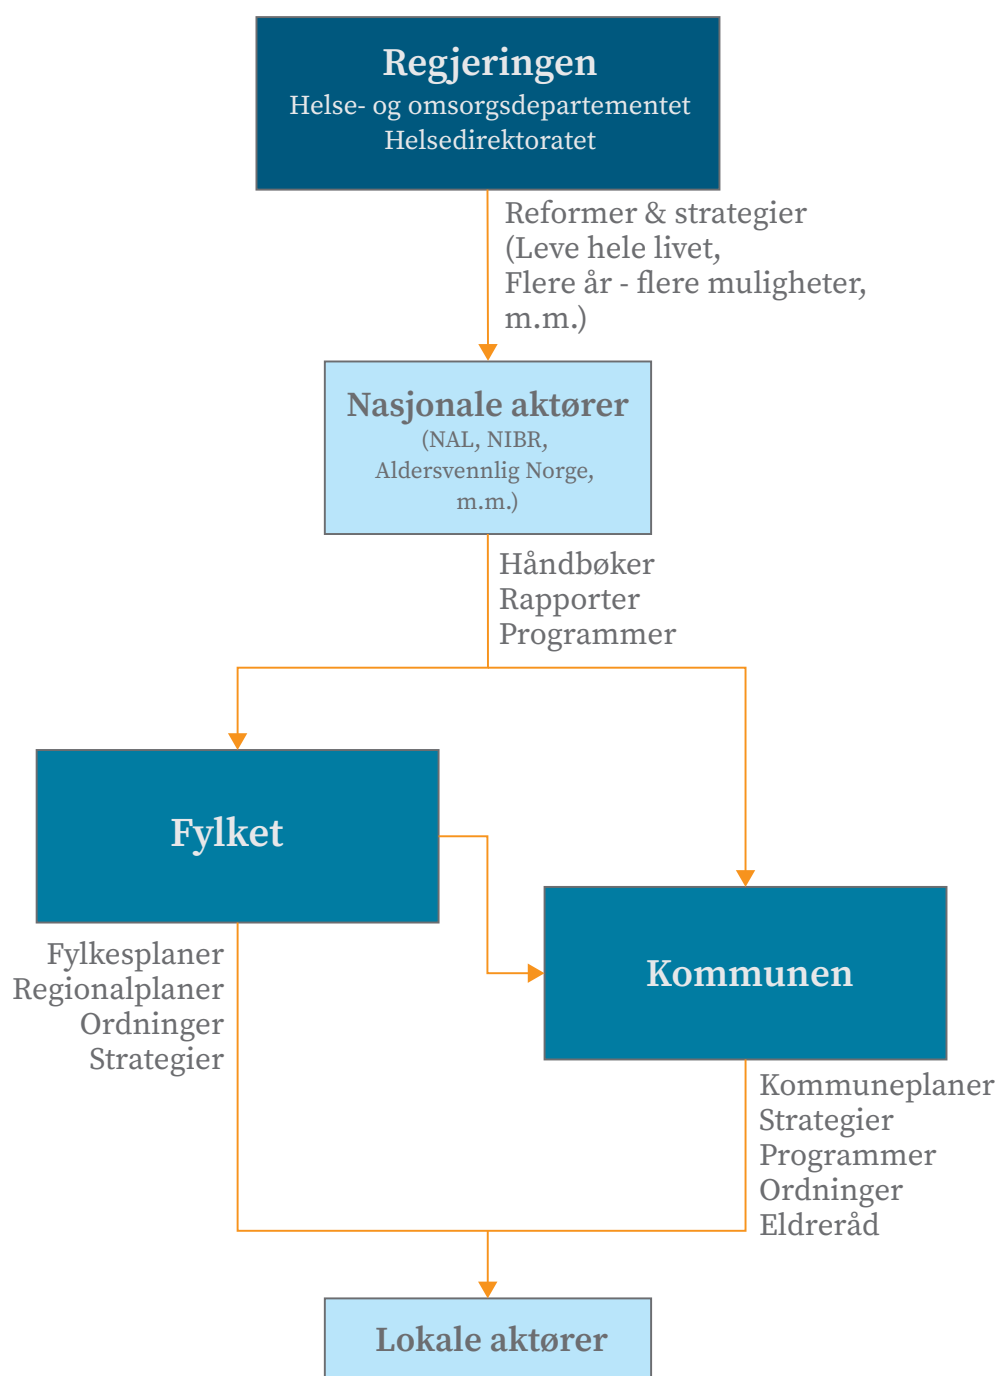 Regjeringen
Helse- og omsorgsdepartementet
Helsedirektoratet
Reformer & strategier
(Leve hele livet,
Flere år - flere muligheter,
m.m.)
Nasjonale aktører
(NAL, NIBR,
Aldersvennlig Norge,
m.m.)
Håndbøker
Rapporter
Programmer
Fylket
Fylkesplaner
Regionalplaner
Ordninger
Strategier
Kommunen
Kommuneplaner
Strategier
Programmer
Ordninger
Eldreråd
Lokale aktører